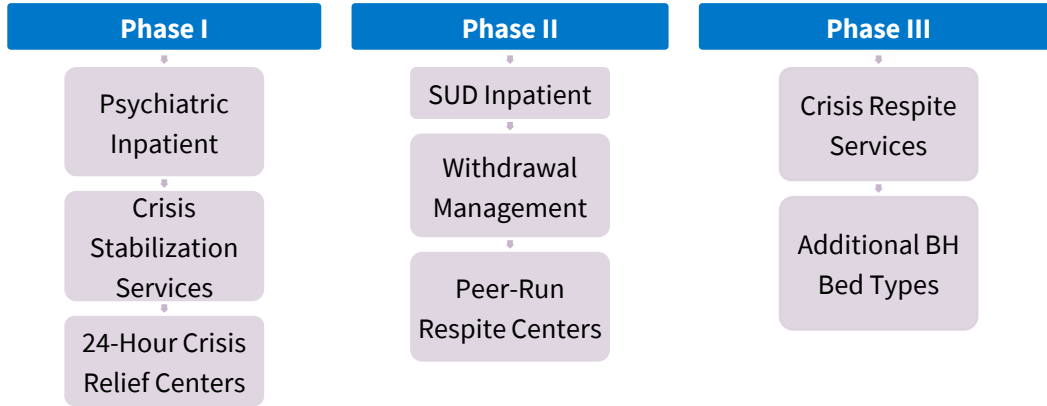 Phase I
Psychiatric
Inpatient
Crisis
Stabilization
Services
24-Hour Crisis
Relief Centers
Phase II
SUD Inpatient
Withdrawal
Management
Peer-Run
Respite Centers
Phase III
Crisis Respite
Services
Additional BH
Bed Types